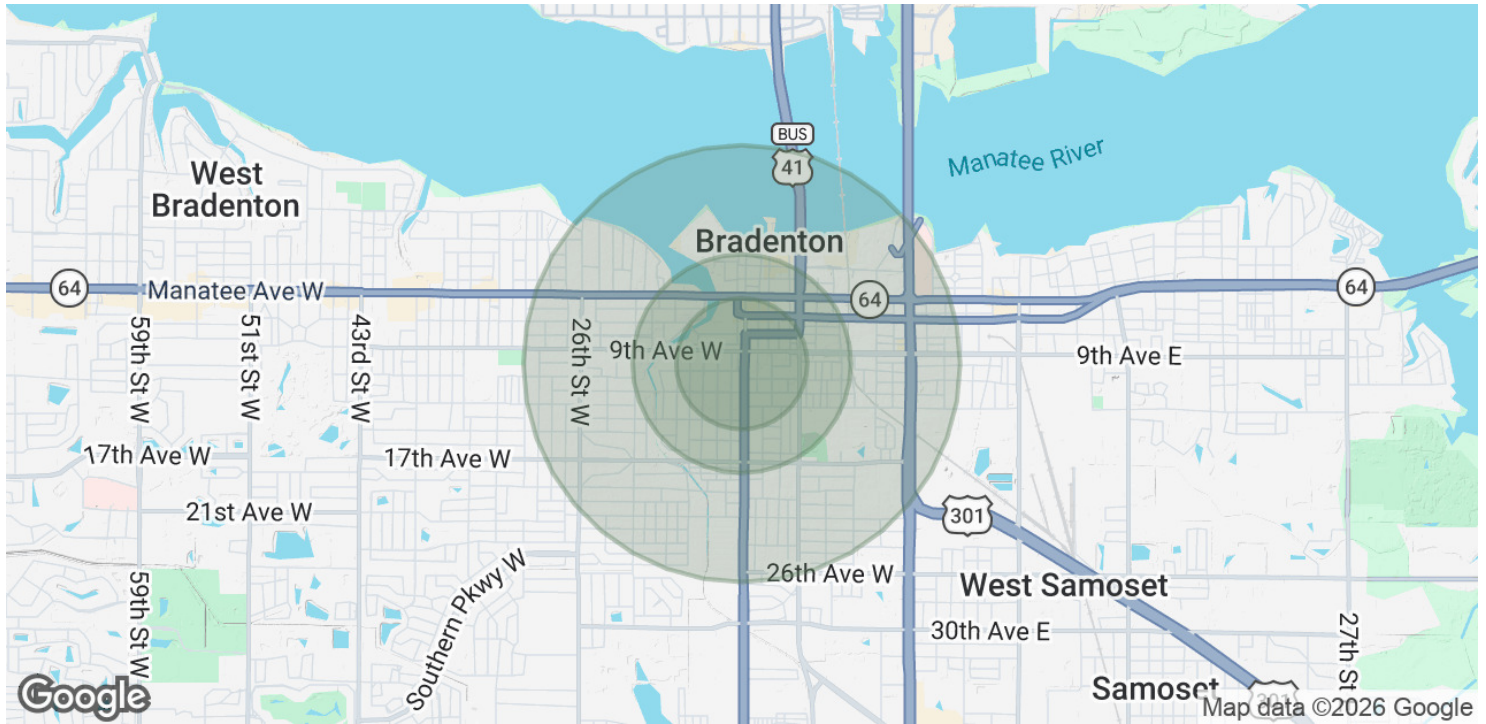 BUS
41
Manatee River
West
Bradenton
Bradenton
64
Manatee Ave W
64
64
59th St W
51st St W
43rd St W
26th St W
9th Ave W
9th Ave E
17th Ave W
17th Ave W
21st Ave W
301
26th Ave W
West Samoset
59th St W
Southern Pkwy W
30th Ave E
27th St
Samoset
301
Google
Map data ©2026 Google